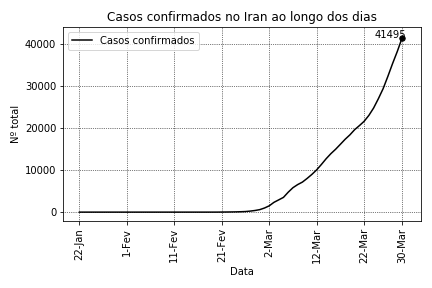 Casos confirmados no Iran ao longo dos dias
Casos confirmados
41495
Nº total
40000
30000
20000
10000
0
22-Jan
1-Fev
11-Fev
21-Fev
2-Mar
12-Mar
22-Mar
30-Mar
Data